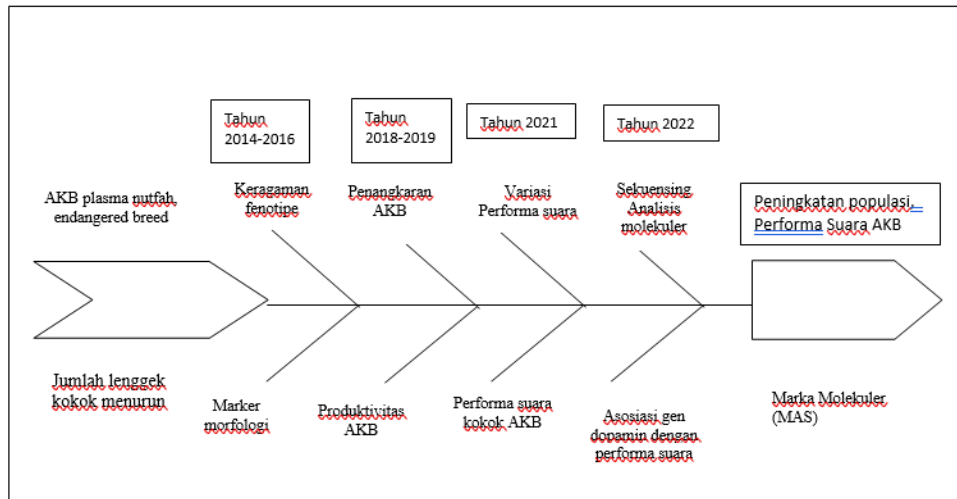 Tahun
2014-2016
Tahun
2018-2019
Tahun 2021
Tahun 2022
AKB plasma nutfah,
endangered breed
Keragaman
fenotipe
Penangkaran
AKB
Variasi
Performa suara
Sekuensing
Analisis
molekuler
Peningkatan populasi,
Performa Suara AKB
Jumlah lenggek
kokok menurun
Marker
morfologi
Produktivitas
AKB
Performa suara
kokok AKB
Asosiasi gen
dopamin dengan
performa suara
Marka Molekuler
(MAS)